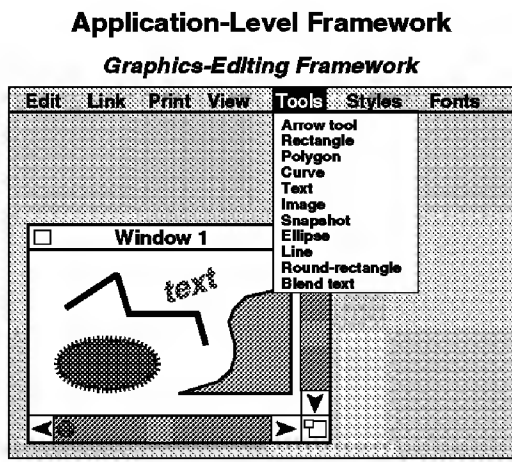 Application-Level Framework
Graphics-Editing Framework
Edit Link Print View Tools Styles Fonts
Arrow tool
Rectangle
Polygon
Curve
Text
Image
Snapshot
Ellipse
Line
Round-rectangle
Blend text
Window 1
text